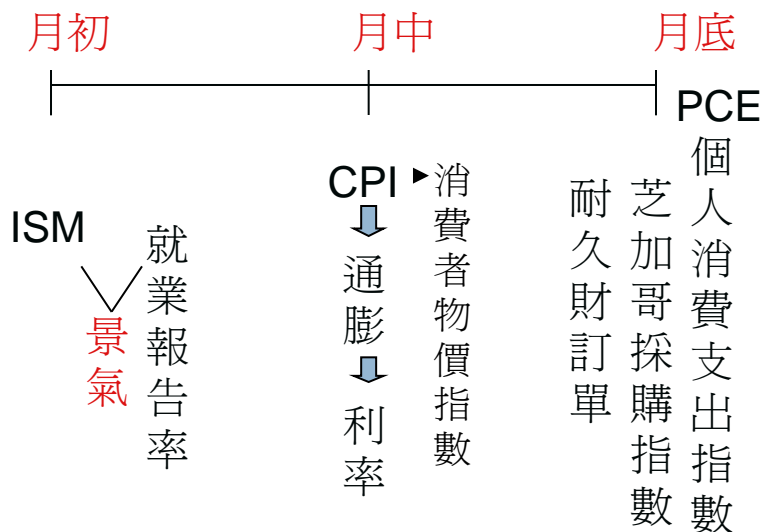 月初
月中
月底
ISM
就業報告率
景氣
CPI
消費者物價指數
通膨
利率
耐久財訂單
芝加哥採購指數
PCE
個人消費支出指數